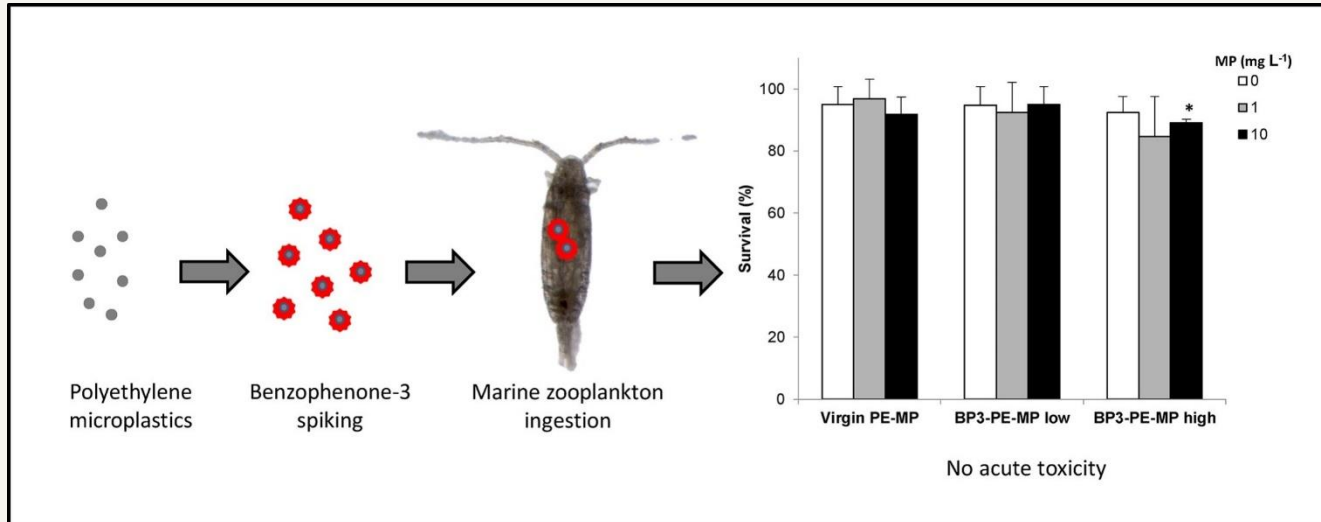 Polyethylene
microplastics
Benzophenone-3
spiking
Marine zooplankton
ingestion
MP (mg L⁻¹)
0
1
10
*
Survival (%)
100
80
60
40
20
0
Virgin PE-MP
BP3-PE-MP low
BP3-PE-MP high
No acute toxicity